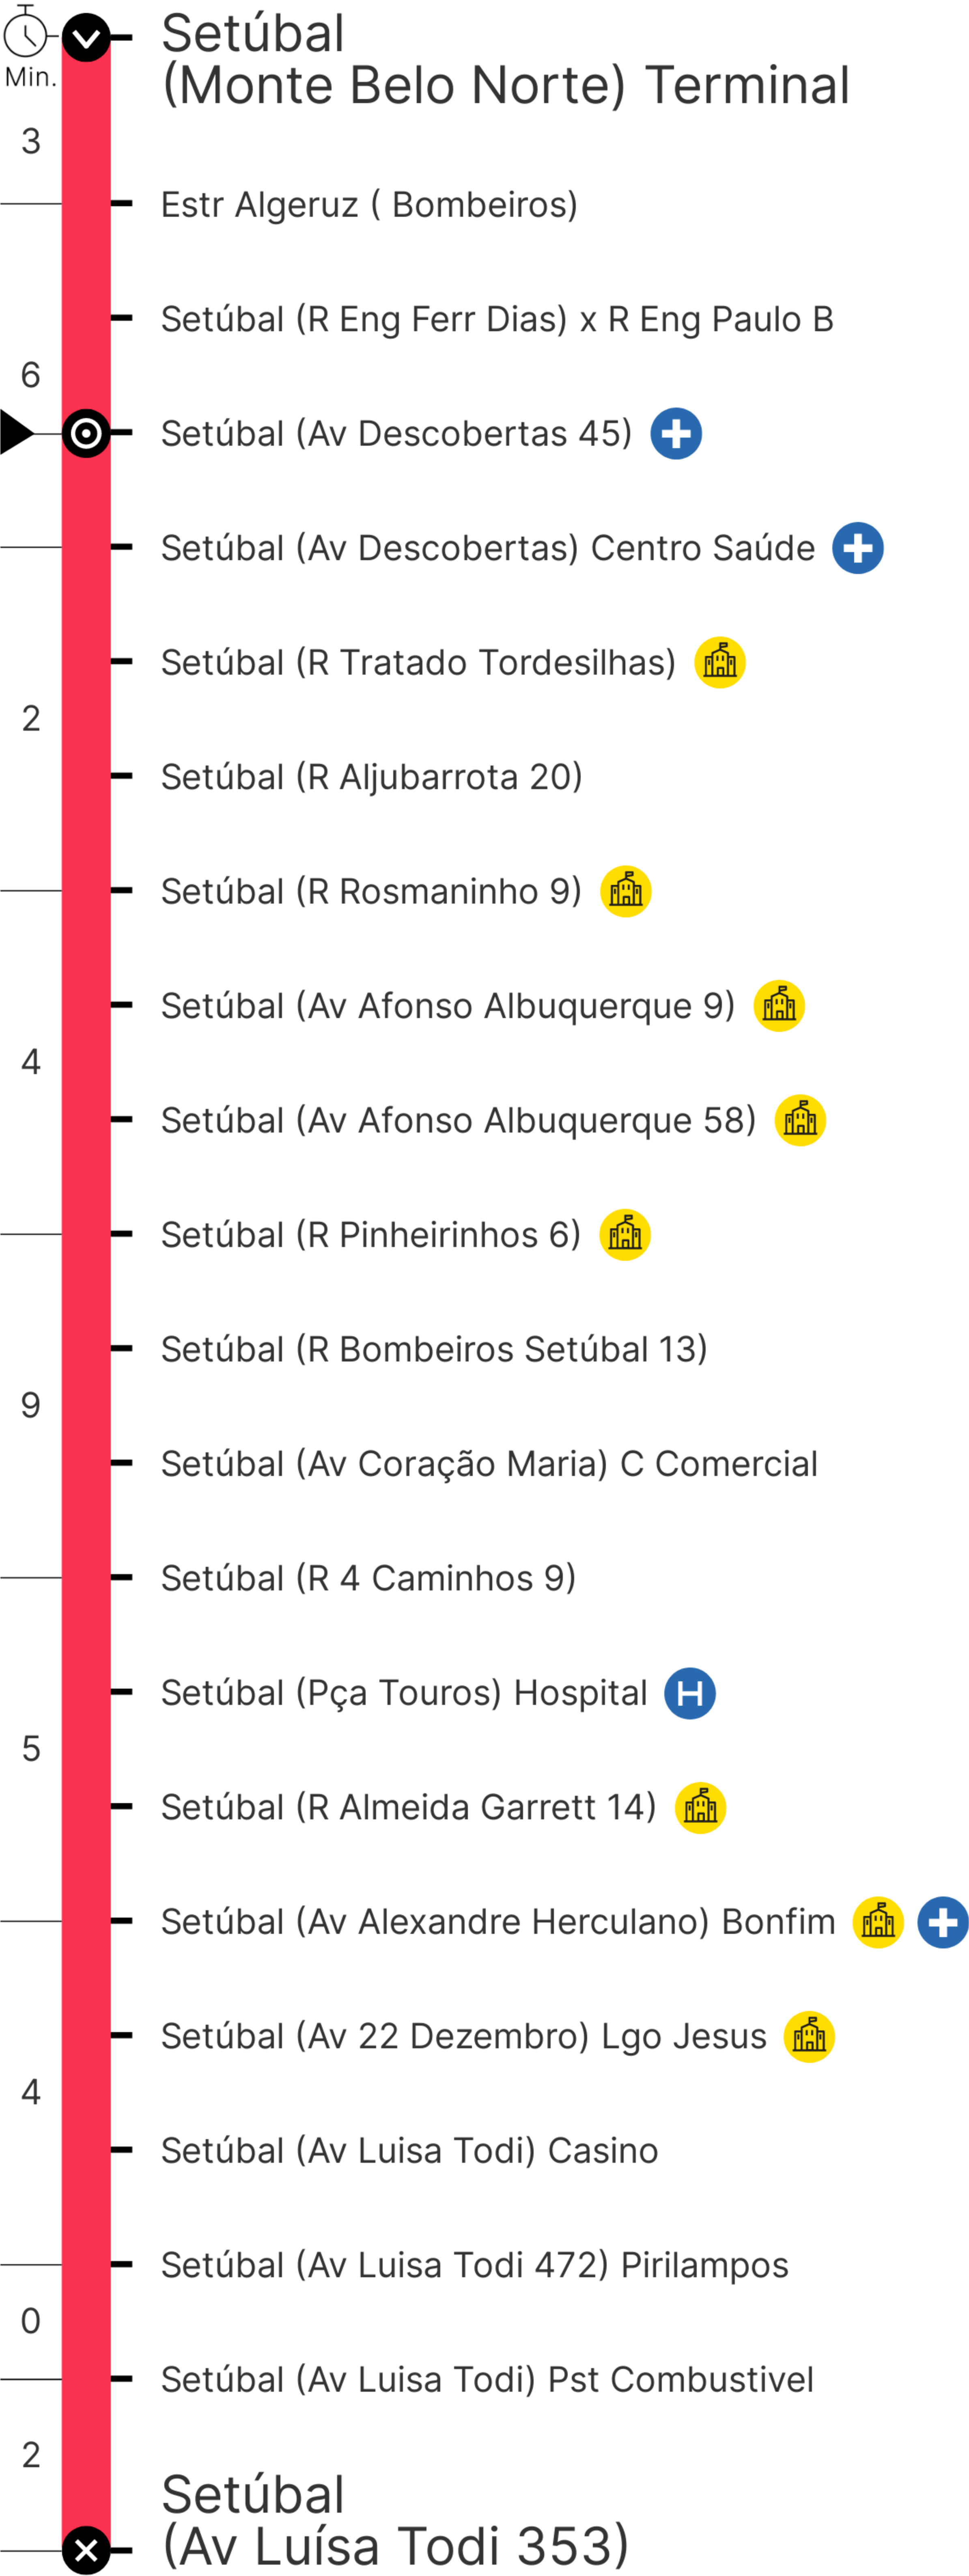 Setúbal
(Monte Belo Norte) Terminal
Min.
3
Estr Algeruz ( Bombeiros)
Setúbal (R Eng Ferr Dias) x R Eng Paulo B
6
Setúbal (Av Descobertas 45)
Setúbal (Av Descobertas) Centro Saúde
Setúbal (R Tratado Tordesilhas)
2
Setúbal (R Aljubarrota 20)
Setúbal (R Rosmaninho 9)
Setúbal (Av Afonso Albuquerque 9)
4
Setúbal (Av Afonso Albuquerque 58)
Setúbal (R Pinheirinhos 6)
Setúbal (R Bombeiros Setúbal 13)
9
Setúbal (Av Coração Maria) C Comercial
Setúbal (R 4 Caminhos 9)
Setúbal (Pça Touros) Hospital H
5
Setúbal (R Almeida Garrett 14)
Setúbal (Av Alexandre Herculano) Bonfim
Setúbal (Av 22 Dezembro) Lgo Jesus
4
Setúbal (Av Luisa Todi) Casino
Setúbal (Av Luisa Todi 472) Pirilampos
0
Setúbal (Av Luisa Todi) Pst Combustivel
2
Setúbal
(Av Luísa Todi 353)